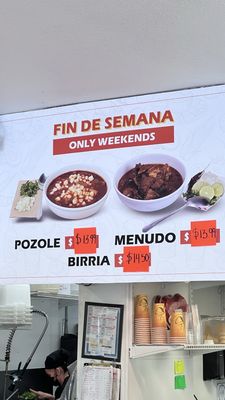 FIN DE SEMANA
ONLY WEEKENDS
POZOLE $ $13.99 MENUDO $ $13.99
BIRRIA $ $14.50